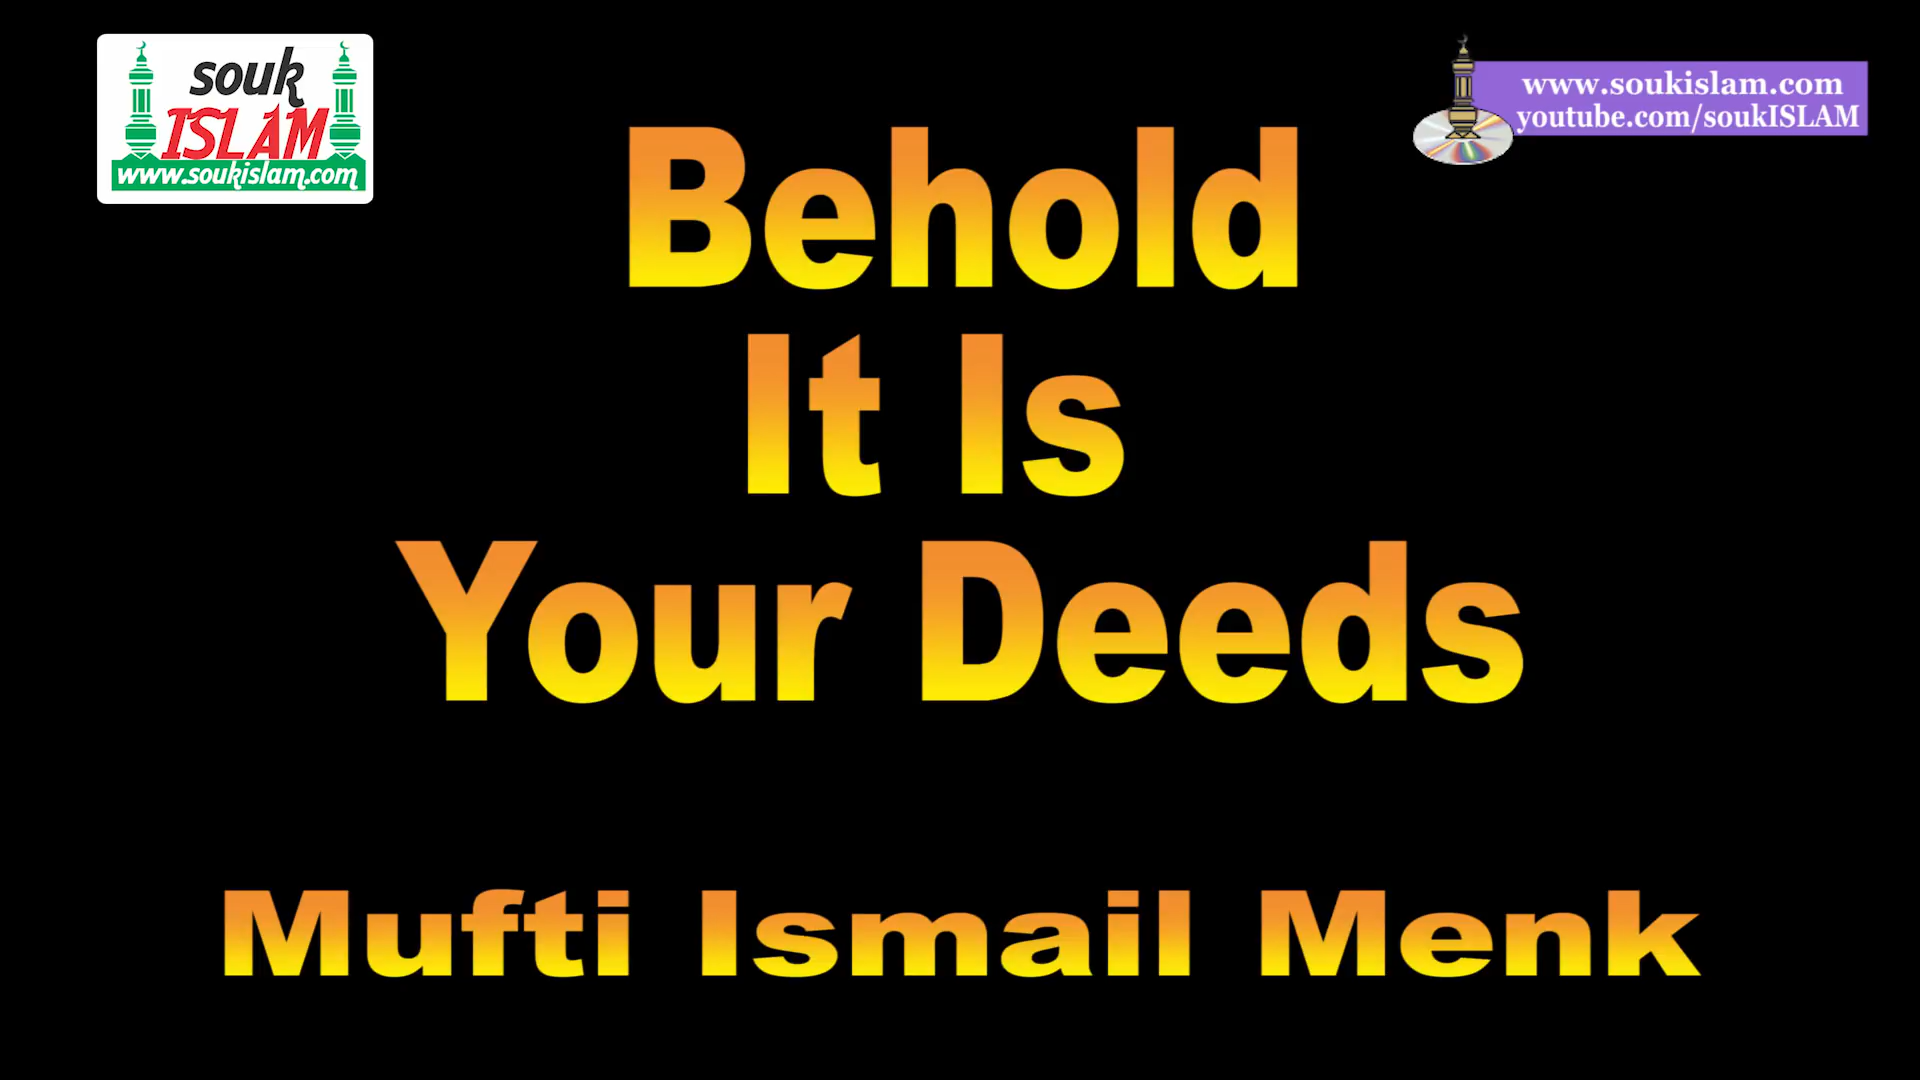 souk
ISLAM
www.soukislam.com
www.soukislam.com
youtube.com/soukISLAM
Behold
It Is
Your Deeds
Mufti Ismail Menk